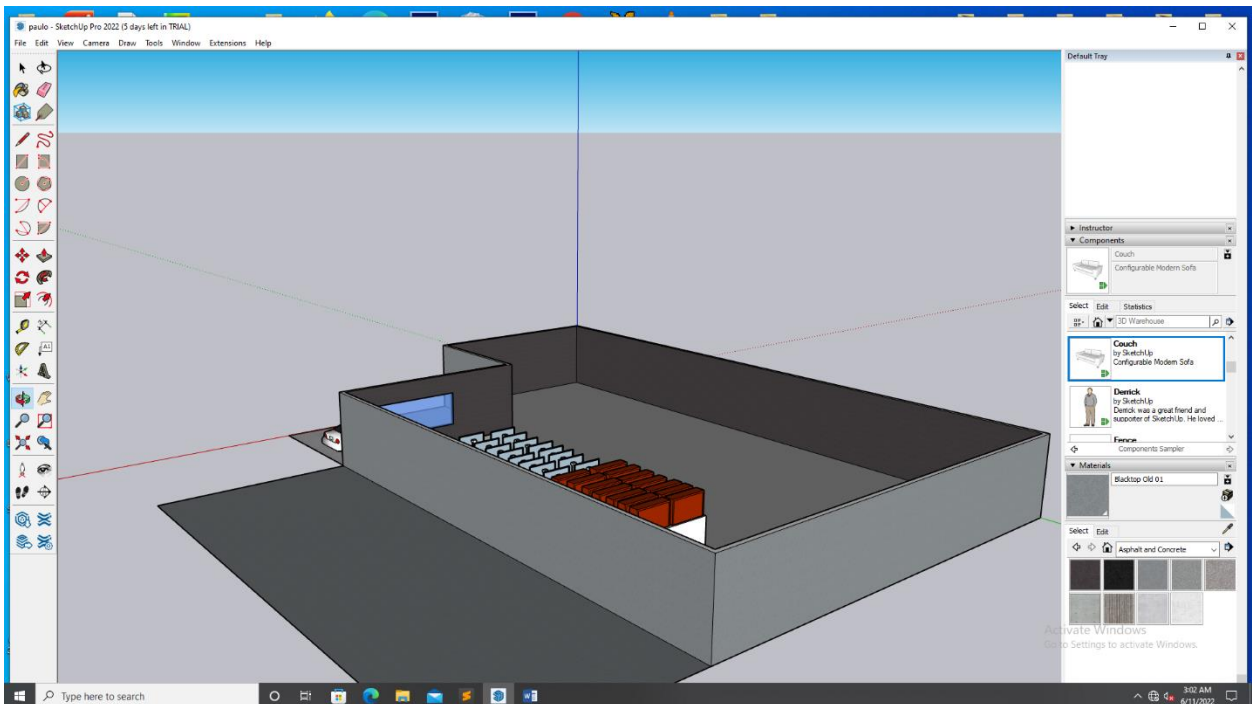 paulo - SketchUp Pro 2022 (5 days left in TRIAL)
File Edit View Camera Draw Tools Window Extensions Help
Default Tray
Instructor
Components
Couch
Configurable Modern Sofa
Select Edit Statistics
3D Warehouse
Couch
by SketchUp
Configurable Modern Sofa
Derrick
by SketchUp
Derrick was a great friend and
supporter of SketchUp. He loved ...
Fence
Components Sampler
Materials
Blacktop Old 01
Select Edit
Asphalt and Concrete
Activate Windows
Go to Settings to activate Windows.
Type here to search
3:02 AM
6/11/2022